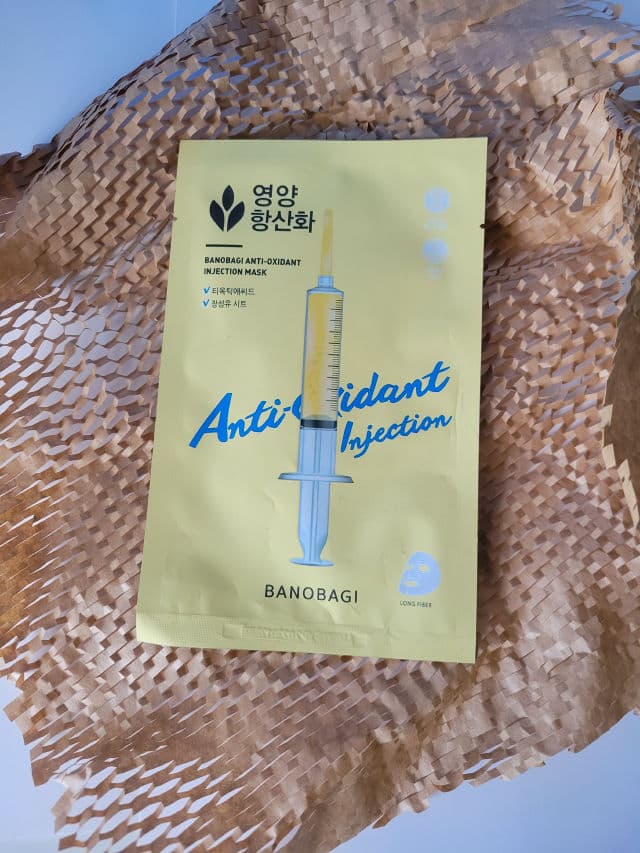 영양
항산화
BANOBAGI ANTI-OXIDANT
INJECTION MASK
✓ 티옥틱애씨드
✓ 장섬유 시트
Anti-Oxidant
Injection
BANOBAGI
LONG FIBER